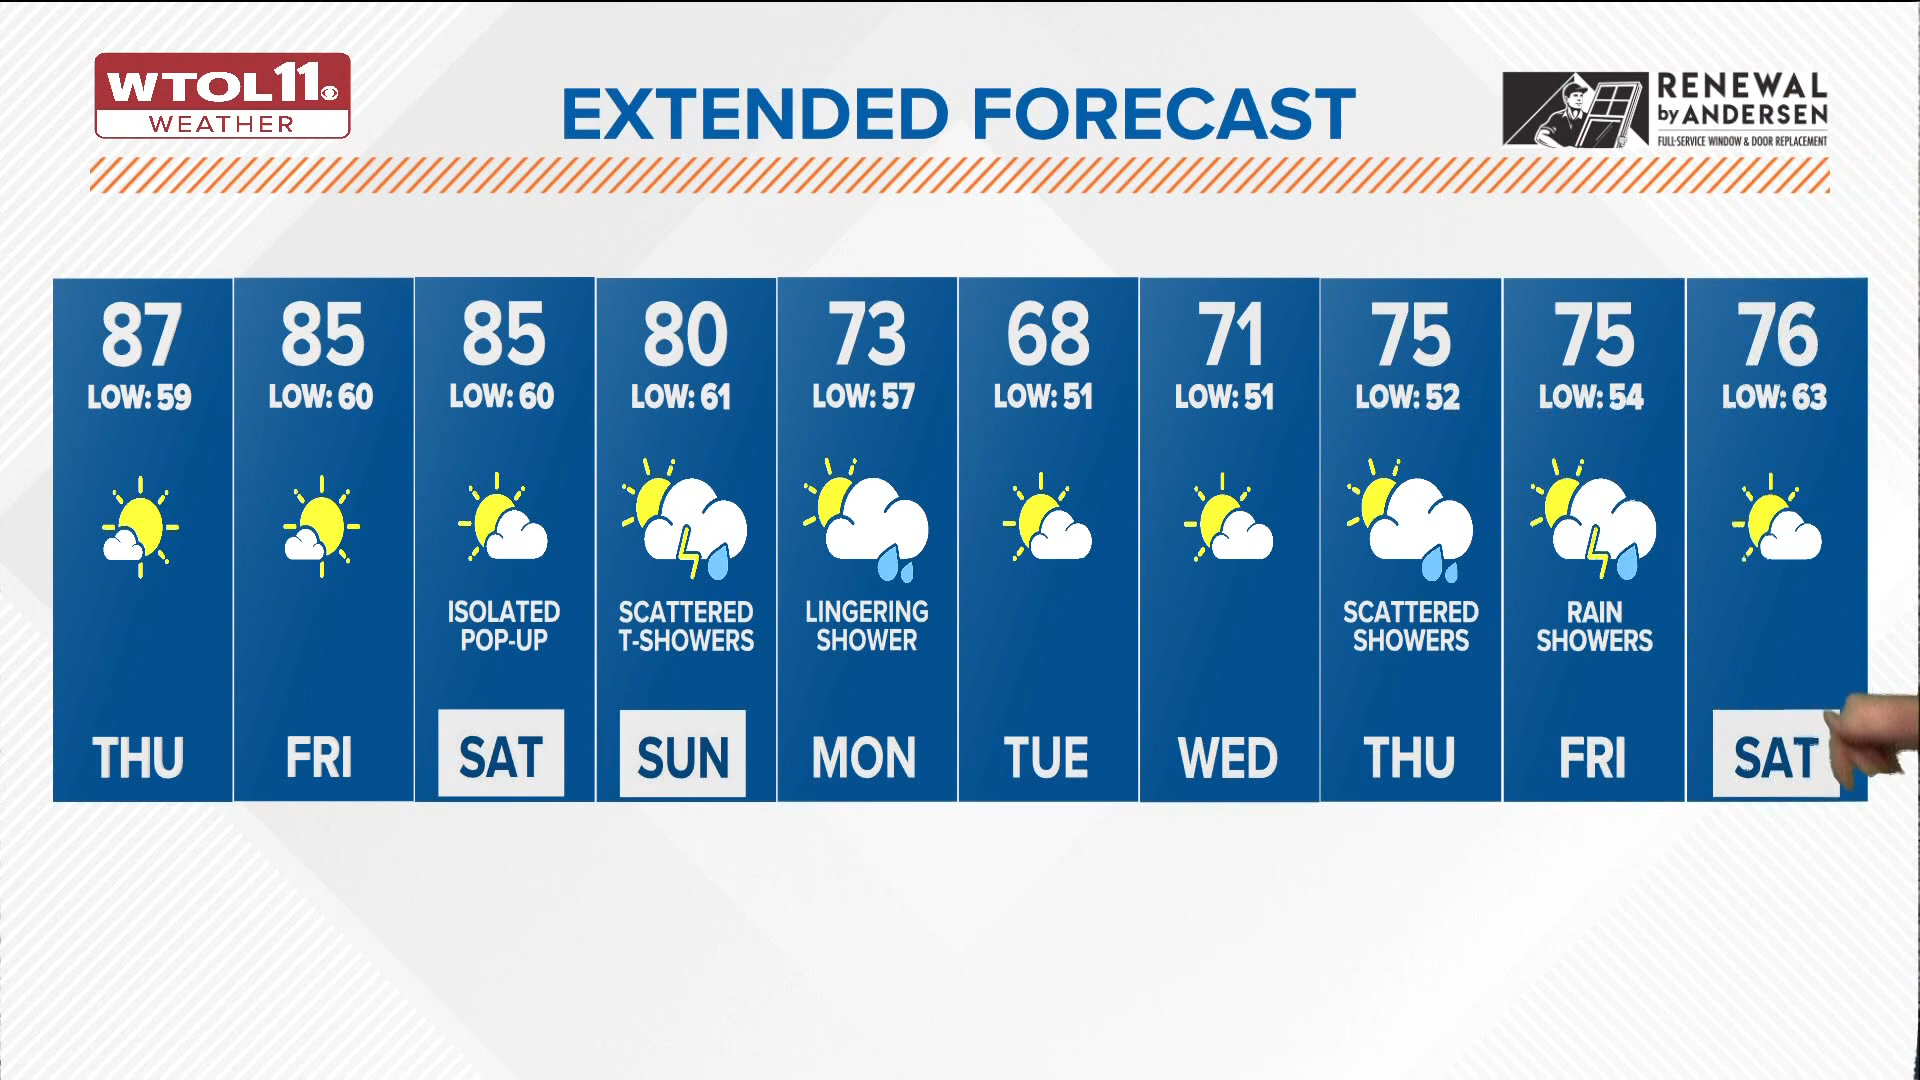 WTOL 11
WEATHER
EXTENDED FORECAST
RENEWAL
by ANDERSEN
FULL-SERVICE WINDOW & DOOR REPLACEMENT
87
LOW: 59
THU
85
LOW: 60
FRI
85
LOW: 60
ISOLATED
POP-UP
SAT
80
LOW: 61
SCATTERED
T-SHOWERS
SUN
73
LOW: 57
LINGERING
SHOWER
MON
68
LOW: 51
TUE
71
LOW: 51
WED
75
LOW: 52
SCATTERED
SHOWERS
THU
75
LOW: 54
RAIN
SHOWERS
FRI
76
LOW: 63
SAT